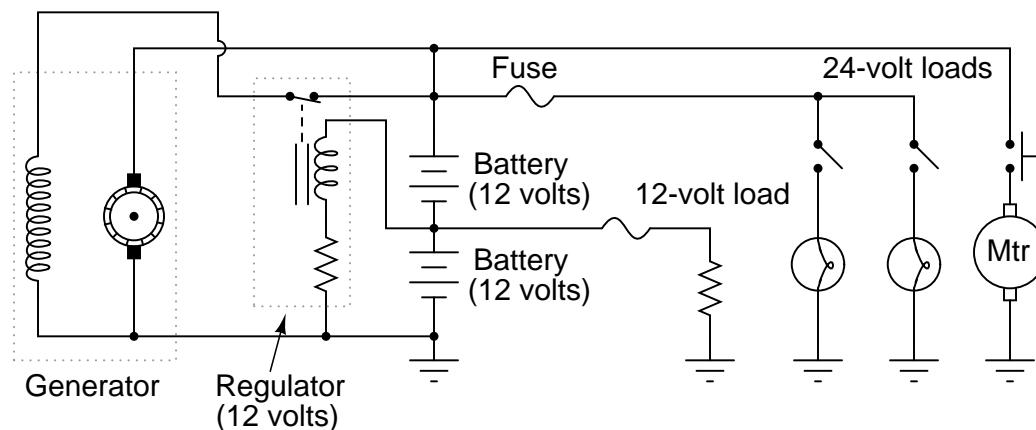 Fuse
24-volt loads
Battery
(12 volts)
12-volt load
Battery
(12 volts)
Mtr
Generator
Regulator
(12 volts)